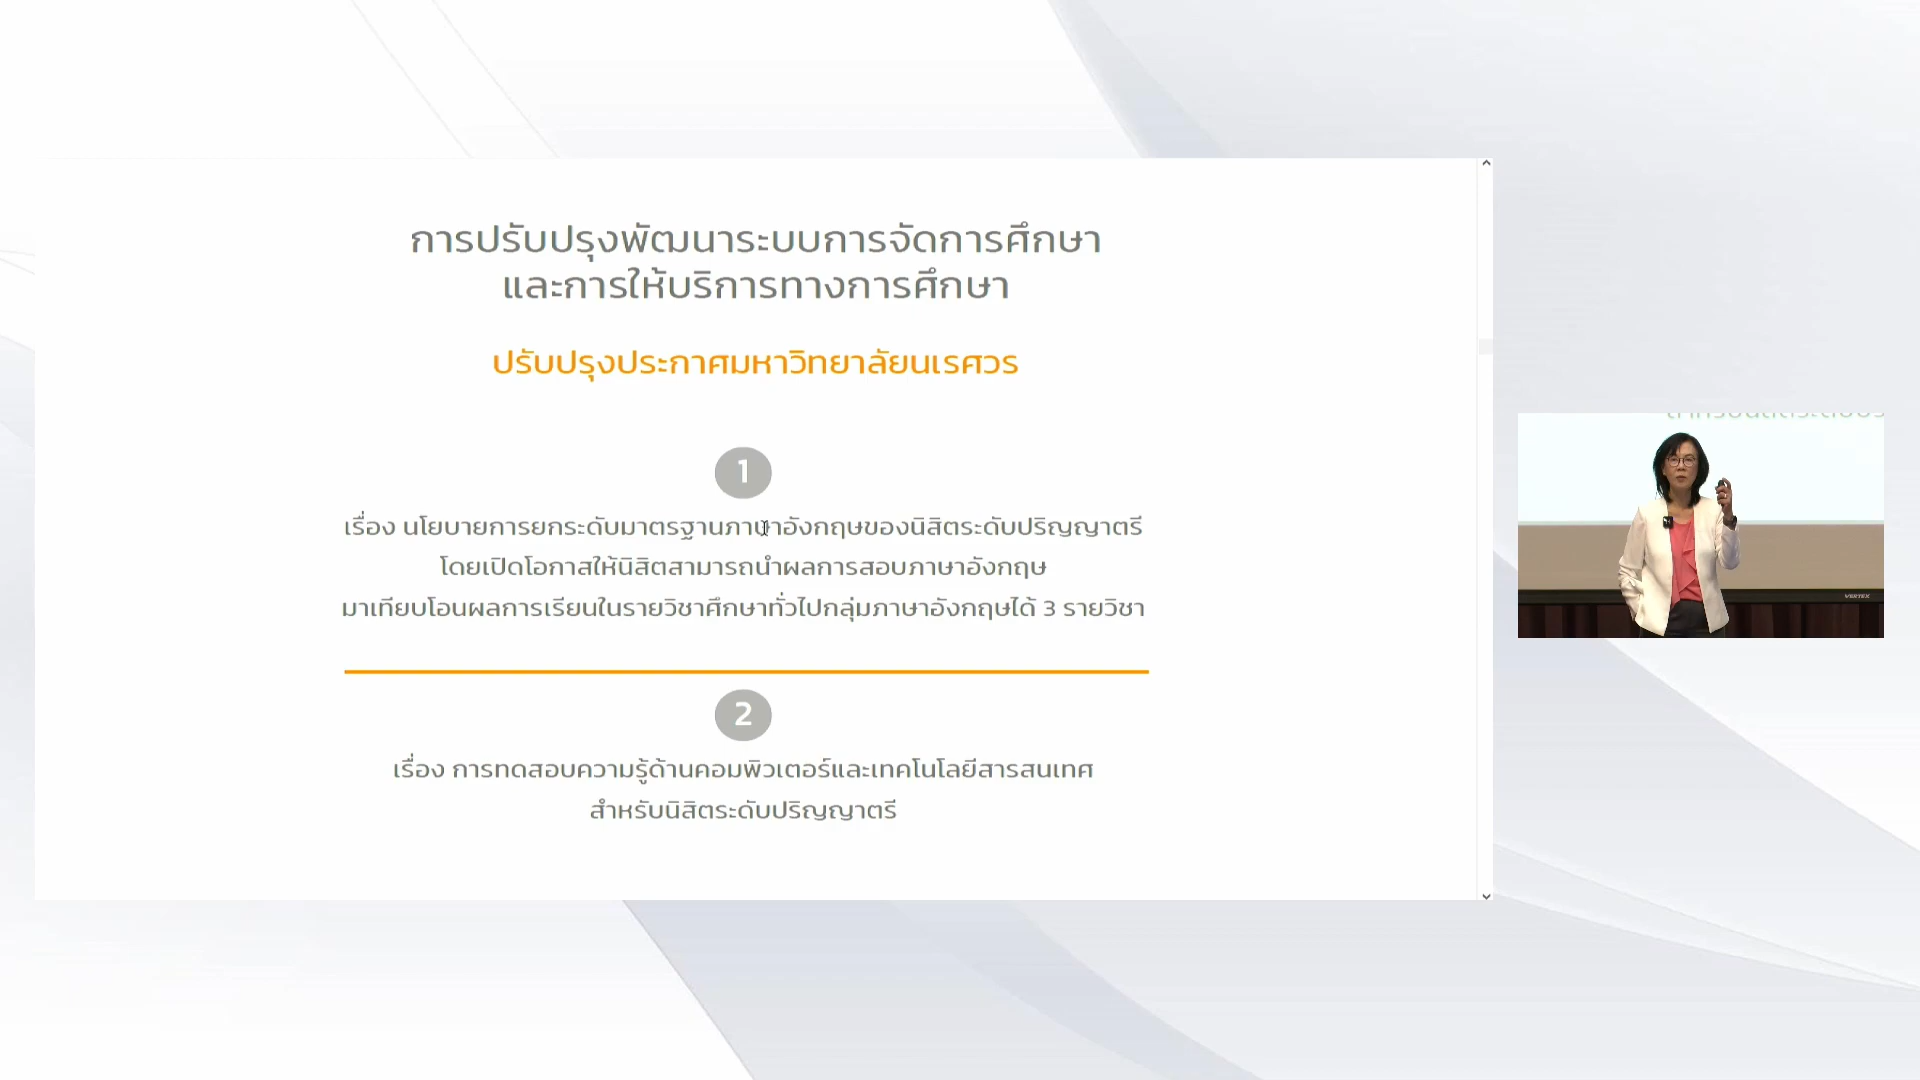 การปรับปรุงพัฒนาระบบการจัดการศึกษา
และการให้บริการทางการศึกษา
ปรับปรุงประกาศมหาวิทยาลัยนเรศวร
1
เรื่อง นโยบายการยกระดับมาตรฐานภาษาอังกฤษของนิสิตระดับปริญญาตรี
โดยเปิดโอกาสให้นิสิตสามารถนำผลการสอบภาษาอังกฤษ
มาเทียบโอนผลการเรียนในรายวิชาศึกษาทั่วไปกลุ่มภาษาอังกฤษได้ 3 รายวิชา
2
เรื่อง การทดสอบความรู้ด้านคอมพิวเตอร์และเทคโนโลยีสารสนเทศ
สำหรับนิสิตระดับปริญญาตรี
VERTEX